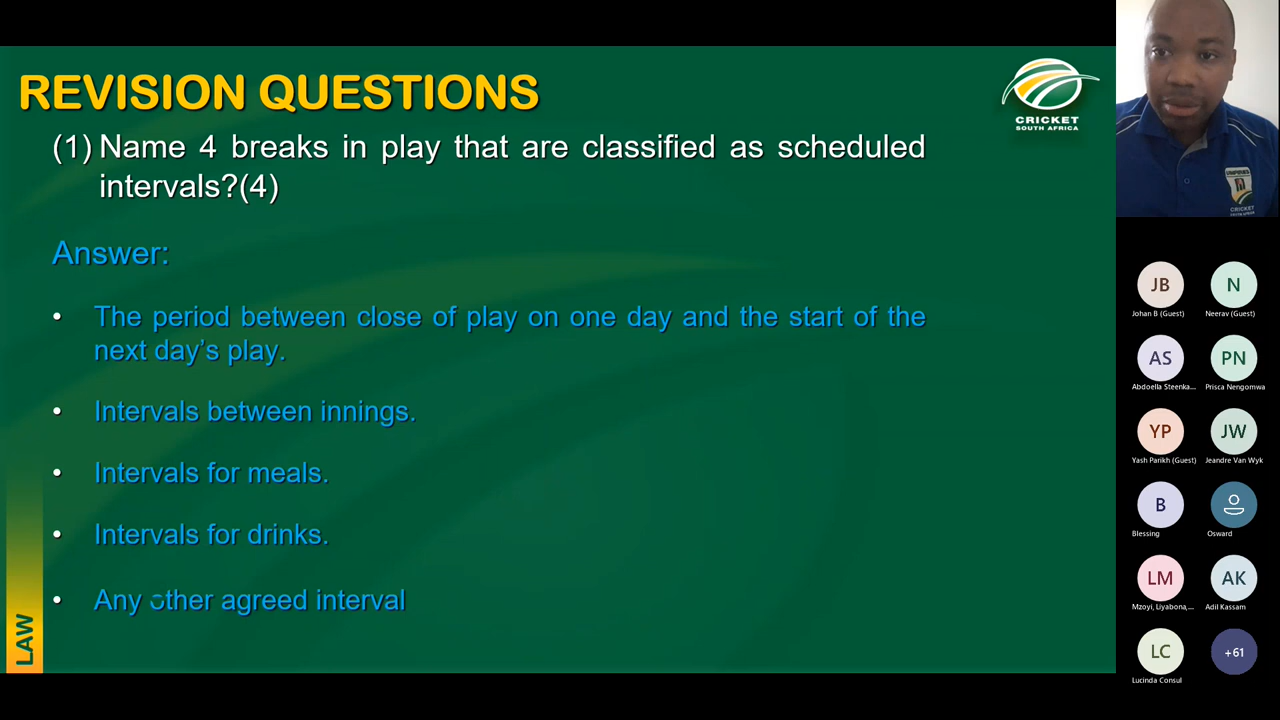 REVISION QUESTIONS
CRICKET
SOUTH AFRICA
(1) Name 4 breaks in play that are classified as scheduled
intervals?(4)
Answer:
• The period between close of play on one day and the start of the
next day’s play.
• Intervals between innings.
• Intervals for meals.
• Intervals for drinks.
• Any other agreed interval
LAW
UMPIRES
CRICKET
SOUTH AFRICA
JB
Johan B (Guest)
N
Neerav (Guest)
AS
Abdoella Steenka...
PN
Prisca Nengomwa
YP
Yash Parikh (Guest)
JW
Jeandre Van Wyk
B
Blessing
Osward
LM
Mzoyi, Liyabona,...
AK
Adil Kassam
LC
Lucinda Consul
+61